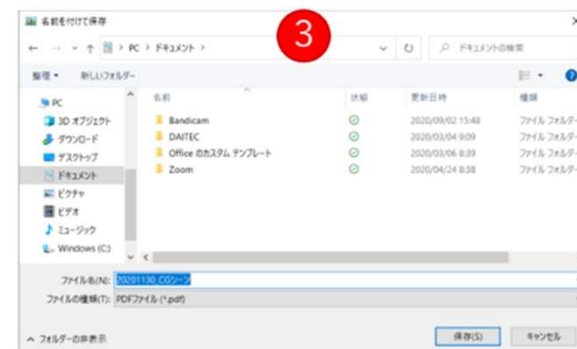 名前を付けて保存
3
PC > ドキュメント >
ドキュメントの検索
整理 新しいフォルダー
名前 状態 更新日時 種類
PC
3D オブジェクト
ダウンロード
デスクトップ
ドキュメント
ピクチャ
ビデオ
ミュージック
Windows (C:)
Bandicam 2020/09/02 15:48 ファイル フォルダー
DAITEC 2020/03/04 9:09 ファイル フォルダー
Office のカスタム テンプレート 2020/03/06 8:39 ファイル フォルダー
Zoom 2020/04/24 8:38 ファイル フォルダー
ファイル名(N): 20201130_CGシーン
ファイルの種類(T): PDFファイル (*.pdf)
フォルダーの非表示 保存(S) キャンセル